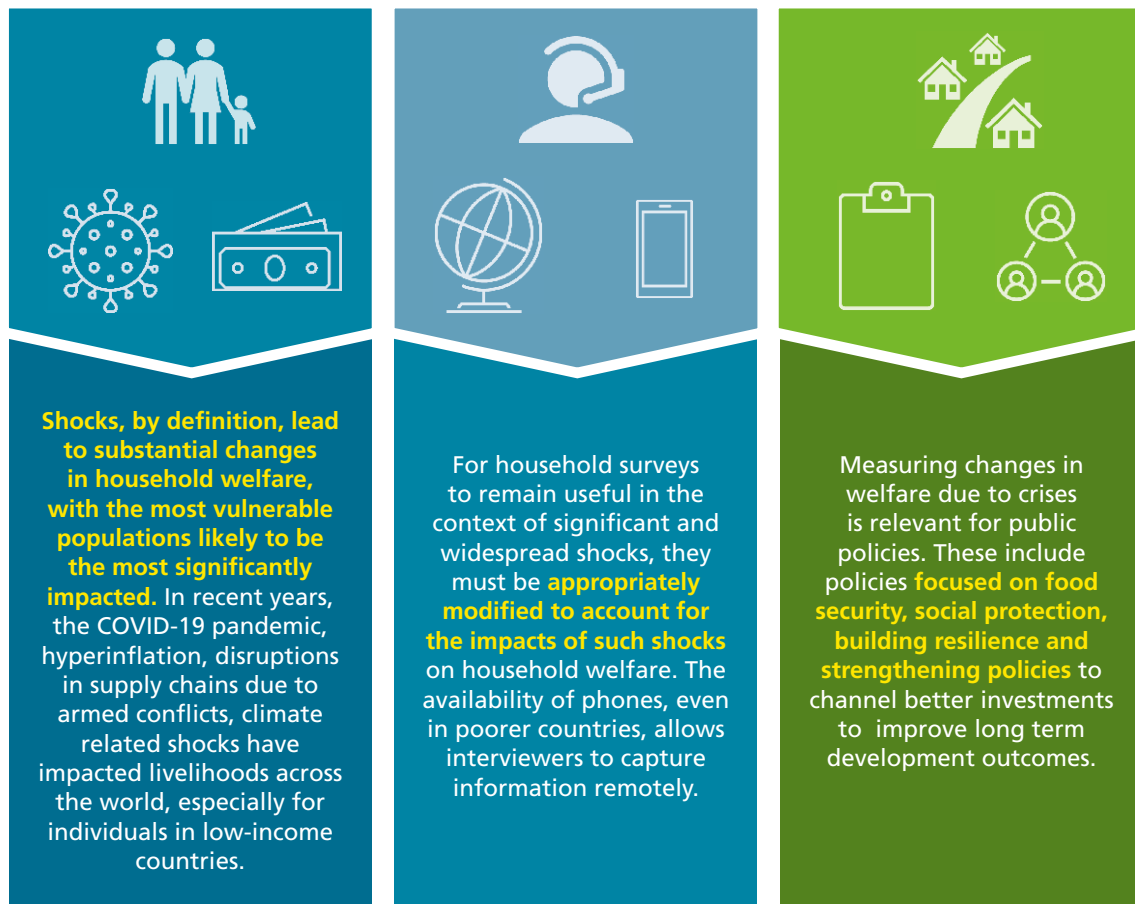 Shocks, by definition, lead
to substantial changes
in household welfare,
with the most vulnerable
populations likely to be
the most significantly
impacted. In recent years,
the COVID-19 pandemic,
hyperinflation, disruptions
in supply chains due to
armed conflicts, climate
related shocks have
impacted livelihoods across
the world, especially for
individuals in low-income
countries.
For household surveys
to remain useful in the
context of significant and
widespread shocks, they
must be appropriately
modified to account for
the impacts of such shocks
on household welfare. The
availability of phones, even
in poorer countries, allows
interviewers to capture
information remotely.
Measuring changes in
welfare due to crises
is relevant for public
policies. These include
policies focused on food
security, social protection,
building resilience and
strengthening policies to
channel better investments
to improve long term
development outcomes.